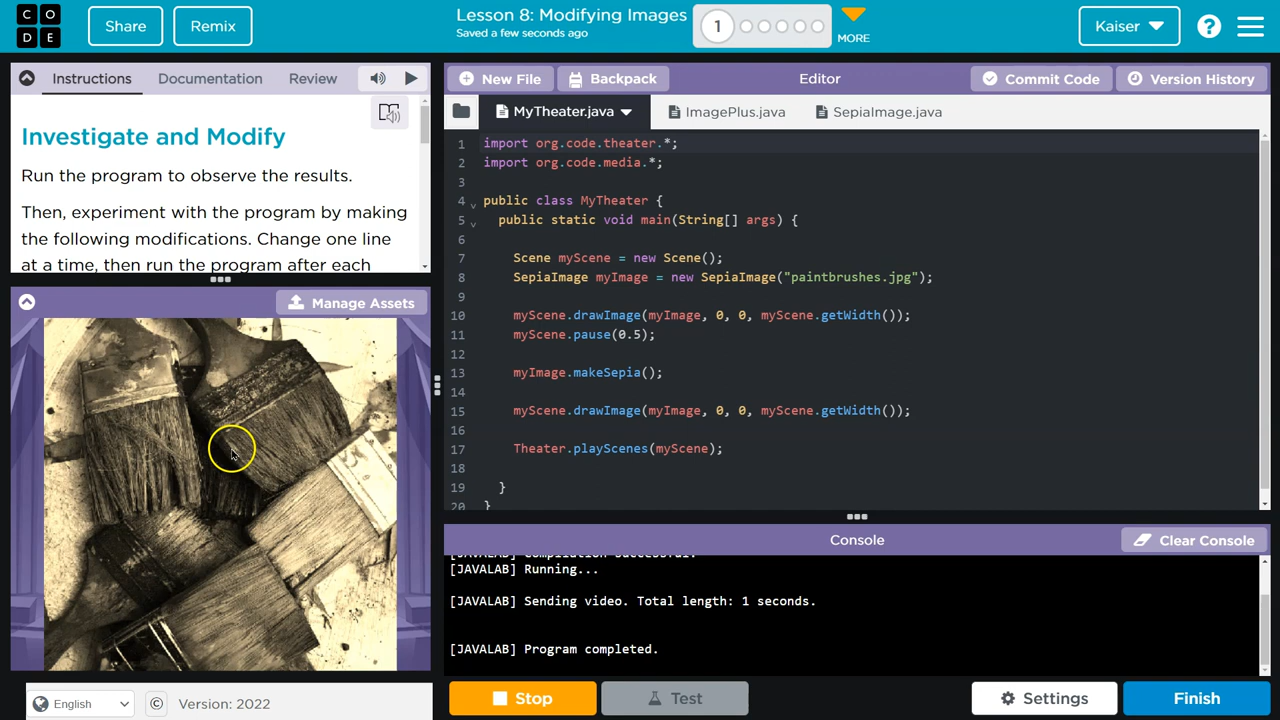 C O
D E
Share
Remix
Lesson 8: Modifying Images
Saved a few seconds ago
1
MORE
Kaiser
?
Instructions
Documentation
Review
Investigate and Modify
Run the program to observe the results.
Then, experiment with the program by making
the following modifications. Change one line
at a time, then run the program after each
Manage Assets
New File
Backpack
Editor
Commit Code
Version History
MyTheater.java
ImagePlus.java
SepiaImage.java
1 import org.code.theater.*;
2 import org.code.media.*;
3
4 public class MyTheater {
5 public static void main(String[] args) {
6
7 Scene myScene = new Scene();
8 SepiaImage myImage = new SepiaImage("paintbrushes.jpg");
9
10 myScene.drawImage(myImage, 0, 0, myScene.getWidth());
11 myScene.pause(0.5);
12
13 myImage.makeSepia();
14
15 myScene.drawImage(myImage, 0, 0, myScene.getWidth());
16
17 Theater.playScenes(myScene);
18
19 }
20 }
Console
Clear Console
[JAVALAB] Compilation successful.
[JAVALAB] Running...
[JAVALAB] Sending video. Total length: 1 seconds.
[JAVALAB] Program completed.
English
©
Version: 2022
Stop
Test
Settings
Finish